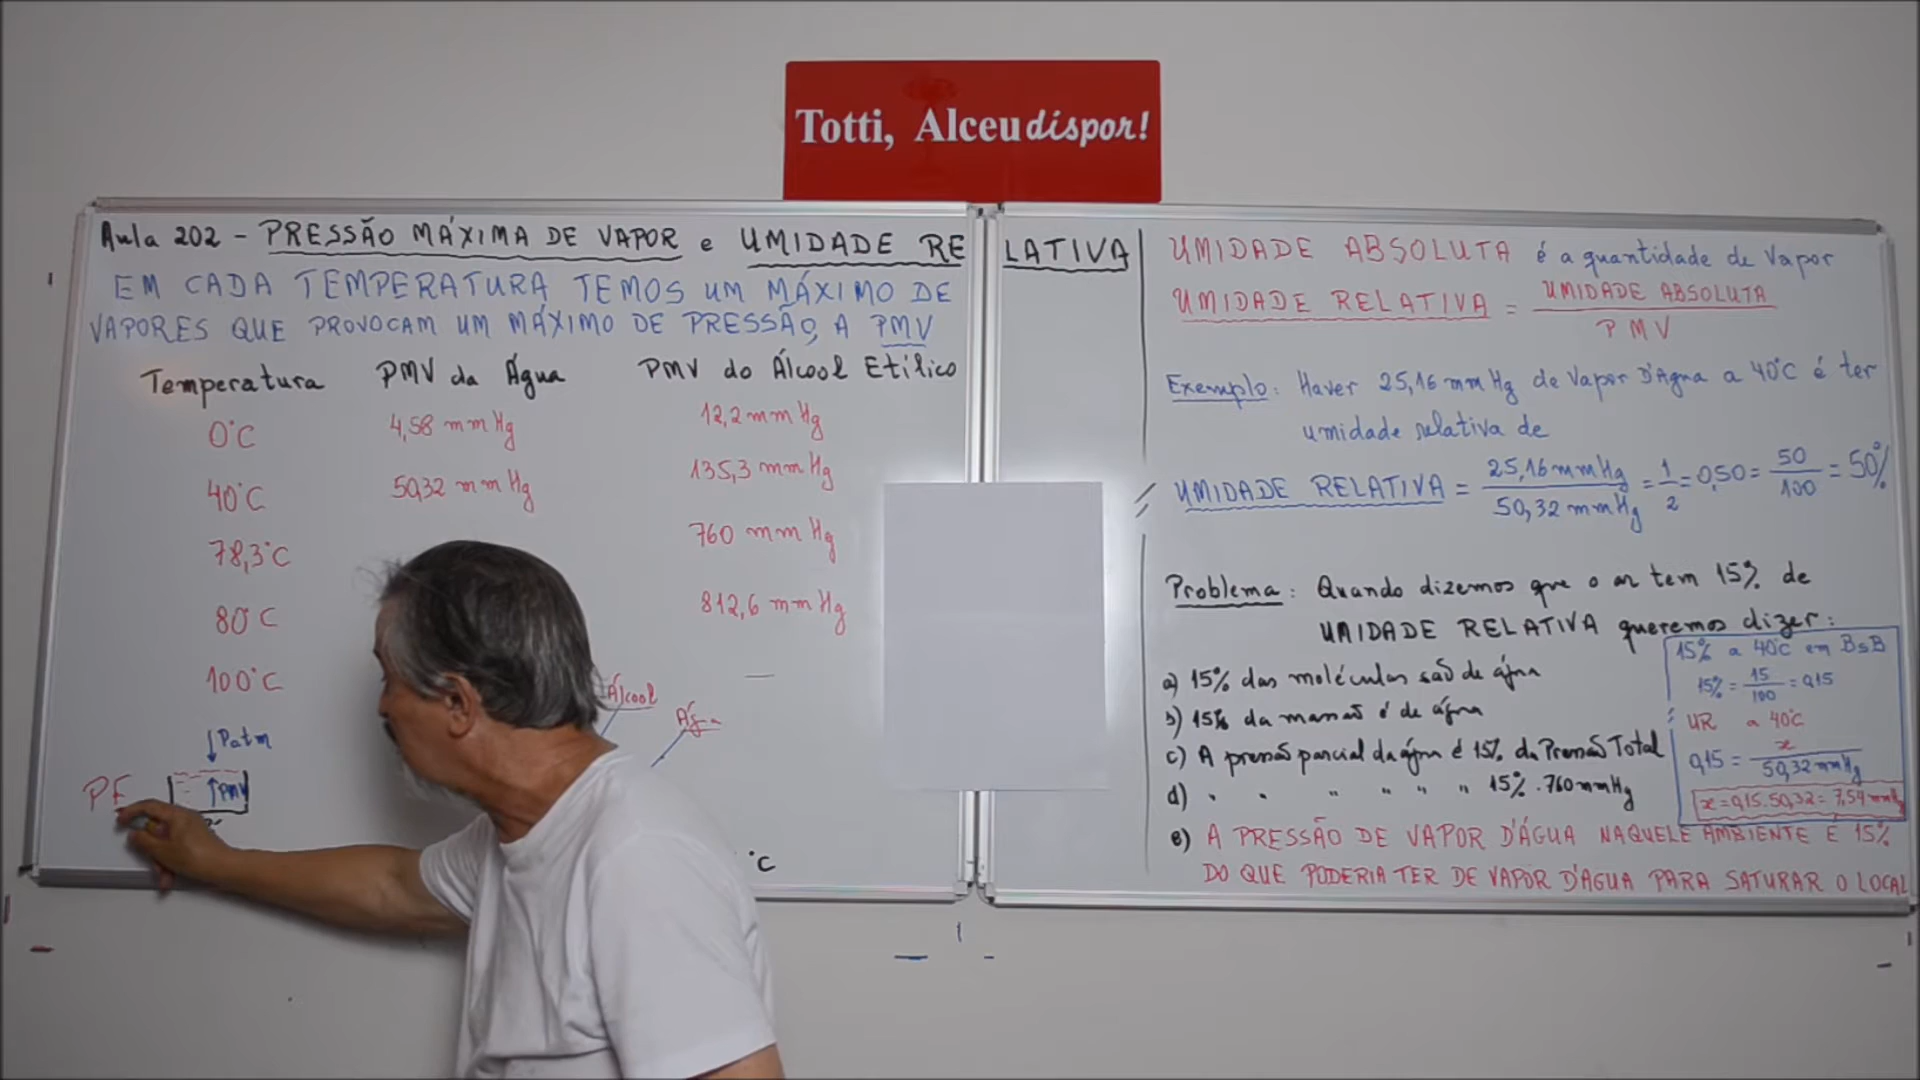 Totti, Alceu dispor!
Aula 202 - PRESSÃO MÁXIMA DE VAPOR e UMIDADE RELATIVA
EM CADA TEMPERATURA TEMOS UM MÁXIMO DE
VAPORES QUE PROVOCAM UM MÁXIMO DE PRESSÃO, A PMV
Temperatura PMV da Água PMV do Álcool Etílico
0°C 4,58 mm Hg 12,2 mm Hg
40°C 50,32 mm Hg 135,3 mm Hg
78,3°C 760 mm Hg
80°C 812,6 mm Hg
100°C —
Álcool
Água
Patm
PE
PMV
°C
UMIDADE ABSOLUTA é a quantidade de vapor
UMIDADE RELATIVA = UMIDADE ABSOLUTA
PMV
Exemplo: Haver 25,16 mm Hg de Vapor D'Água a 40°C é ter
umidade relativa de
UMIDADE RELATIVA = 25,16 mm Hg / 50,32 mm Hg = 1/2 = 0,50 = 50/100 = 50%
Problema: Quando dizemos que o ar tem 15% de
UMIDADE RELATIVA queremos dizer:
a) 15% das moléculas são de água
b) 15% da massa é de água
c) A pressão parcial da água é 15% da Pressão Total
d) " " " " " " 15% . 760 mm Hg
e) A PRESSÃO DE VAPOR D'ÁGUA NAQUELE AMBIENTE É 15%
DO QUE PODERIA TER DE VAPOR D'ÁGUA PARA SATURAR O LOCAL
15% a 40°C em BsB
15% = 15/100 = 0,15
UR a 40°C
0,15 = x / 50,32 mm Hg
x = 0,15.50,32 = 7,54 mm Hg